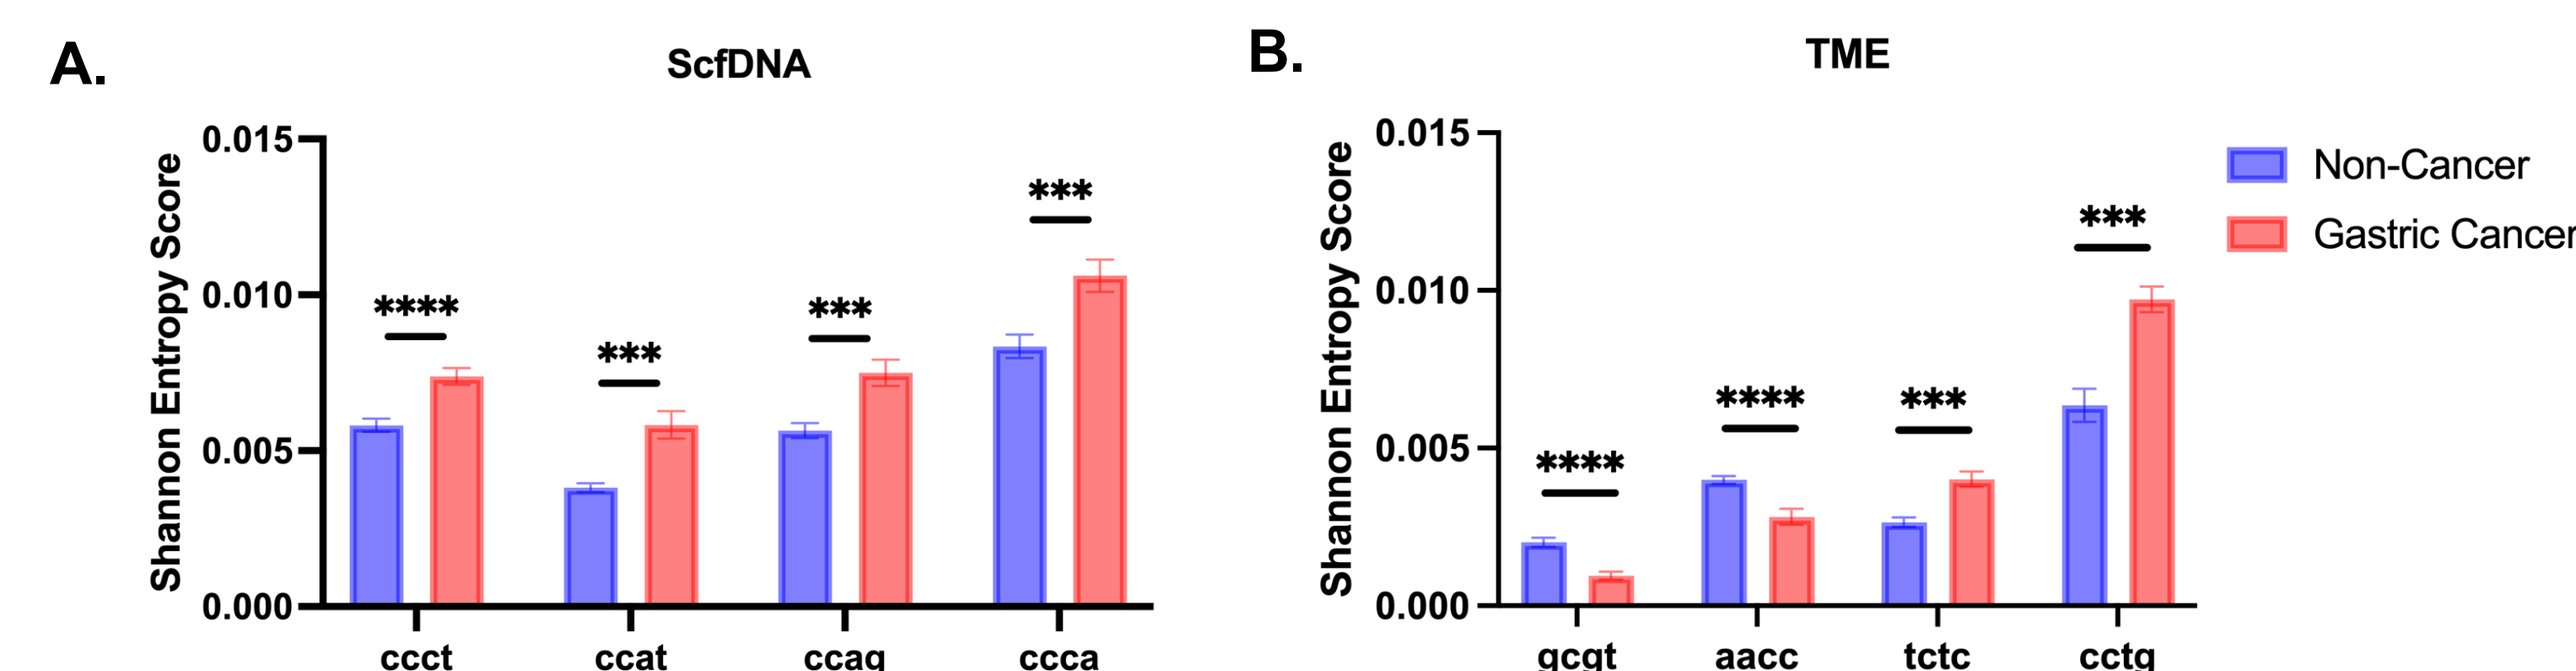 A.
ScfDNA
Shannon Entropy Score
0.015
0.010
0.005
0.000
****
***
***
***
ccct ccat ccag ccca
B.
TME
Shannon Entropy Score
0.015
0.010
0.005
0.000
****
****
***
***
gcgt aacc tctc cctg
Non-Cancer
Gastric Cancer